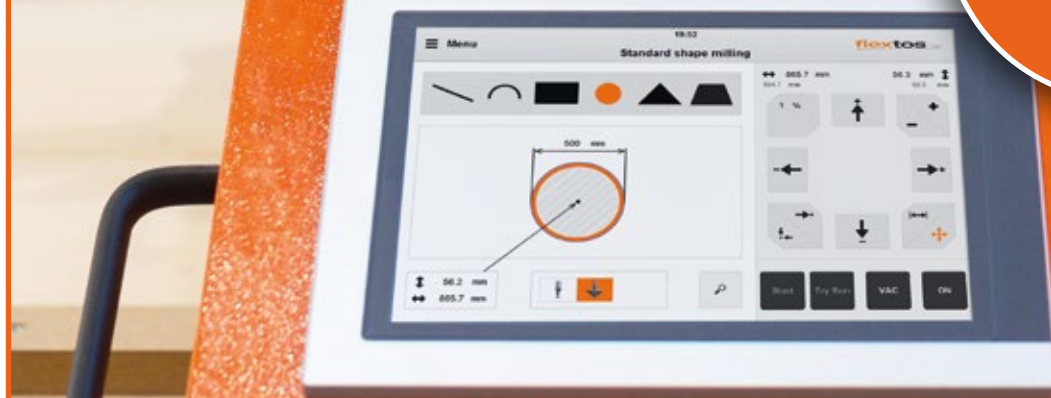 19:52
Menu
Standard shape milling
flextos
865.7 mm
56.3 mm
1 %
500 mm
56.2 mm
865.7 mm
Start
Try Run
VAC
ON